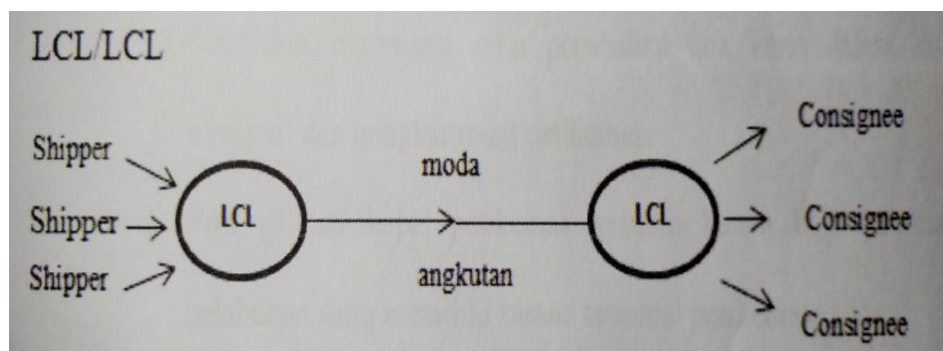 LCL/LCL
Shipper
Shipper
Shipper
LCL
moda
angkutan
LCL
Consignee
Consignee
Consignee